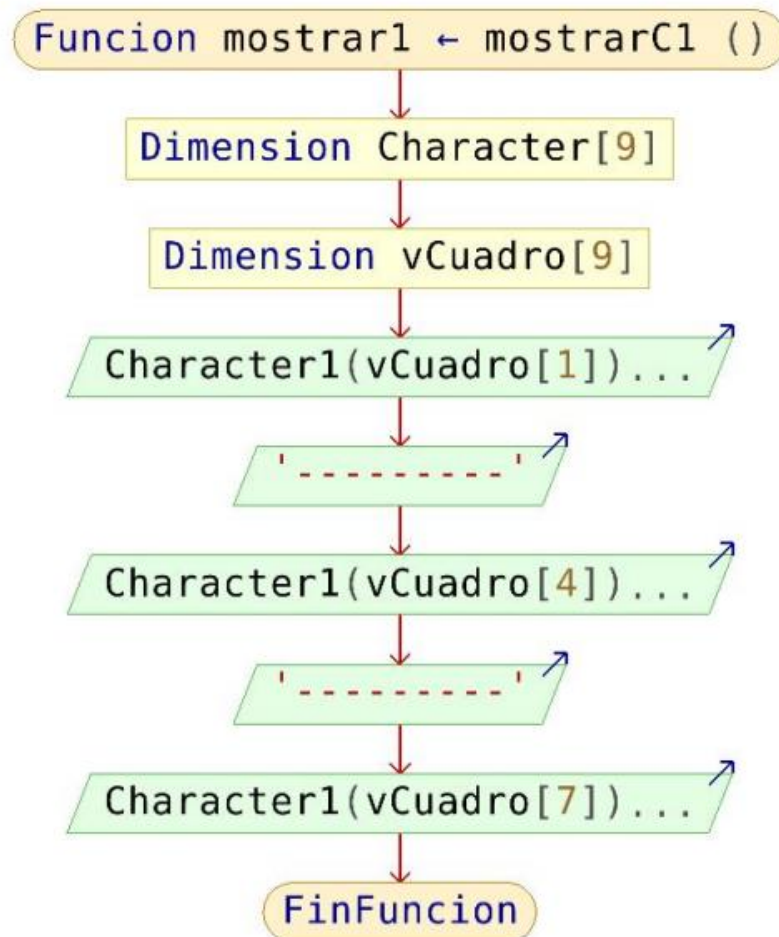 Funcion mostrar1 ← mostrarC1 ()
Dimension Character[9]
Dimension vCuadro[9]
Character1(vCuadro[1])...
'---------'
Character1(vCuadro[4])...
'---------'
Character1(vCuadro[7])...
FinFuncion